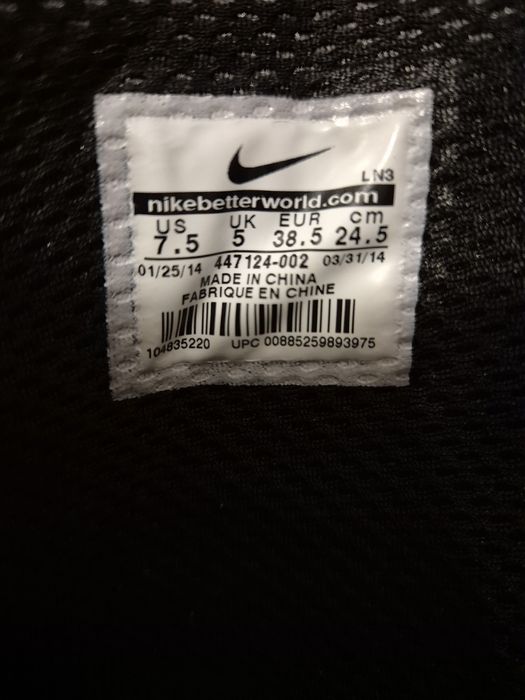 LN3
nikebetterworld.com
US UK EUR cm
7.5 5 38.5 24.5
01/25/14 447124-002 03/31/14
MADE IN CHINA
FABRIQUE EN CHINE
104835220 UPC 00885259893975